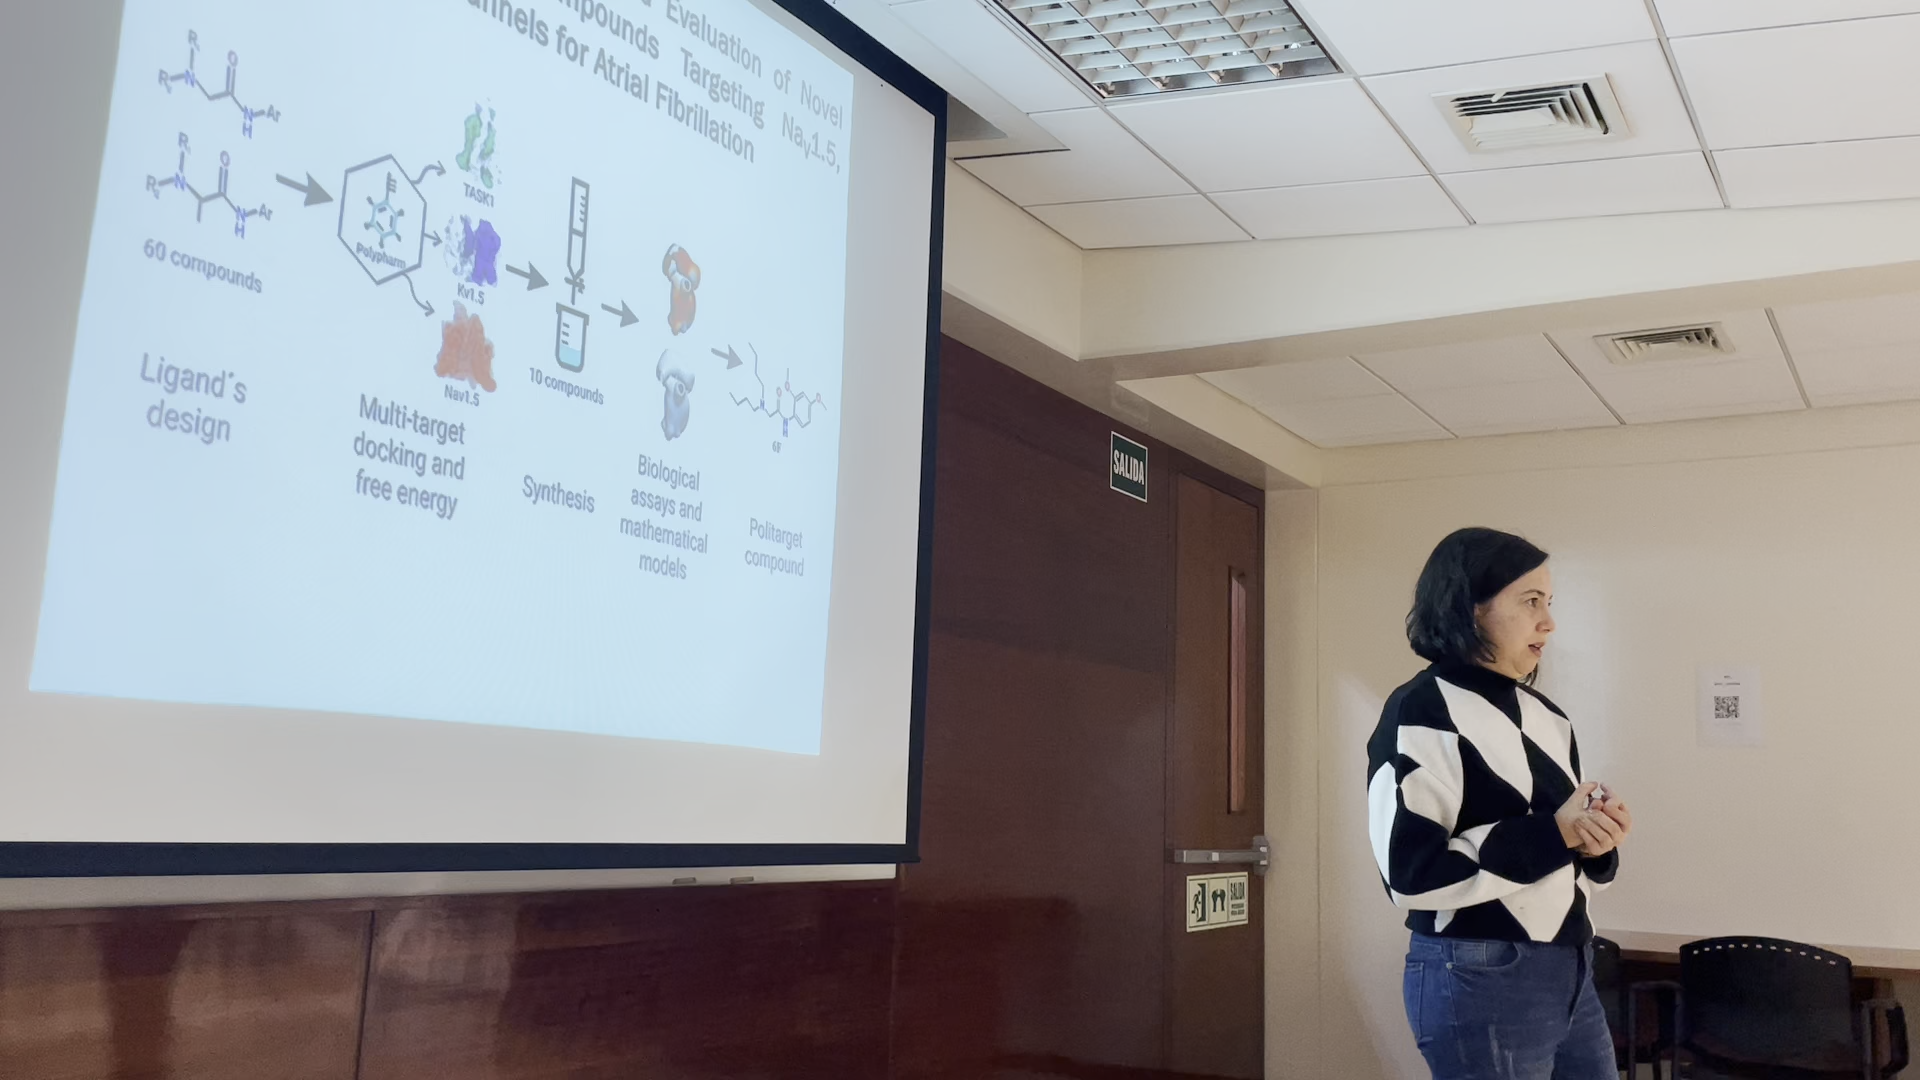 Evaluation of Novel
Compounds Targeting Nav1.5,
for Atrial Fibrillation
R
R N O
N Ar
H
R
R N O
N Ar
H
60 compounds
polypharm
TASK1
Kv1.5
Nav1.5
10 compounds
6F
Ligand´s
design
Multi-target
docking and
free energy
Synthesis
Biological
assays and
mathematical
models
Politarget
compound
SALIDA
SALIDA